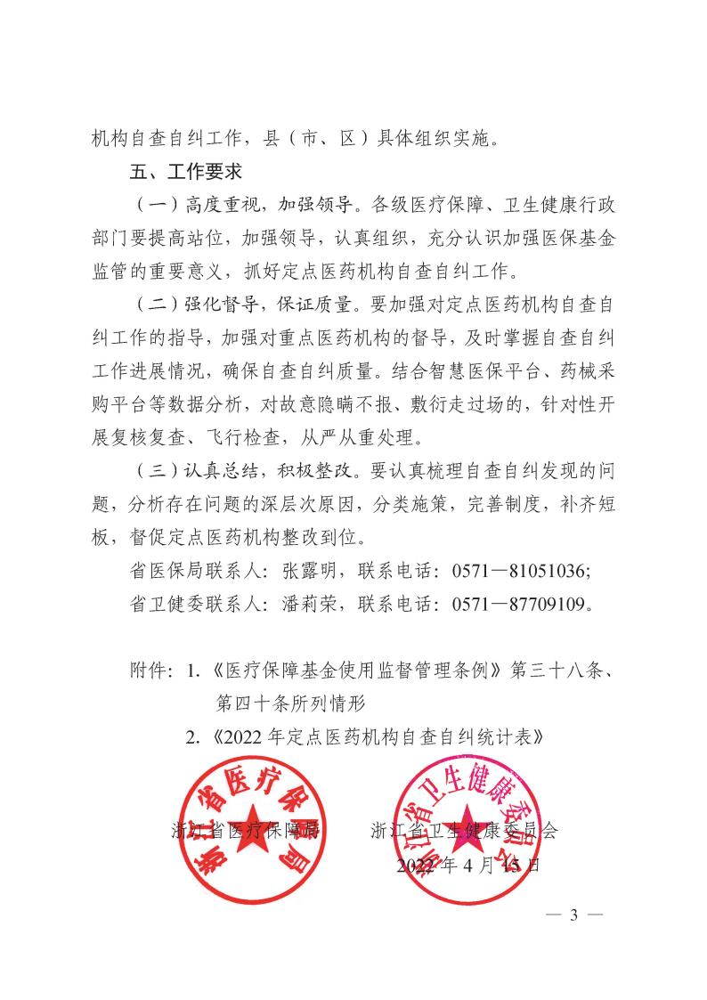 机构自查自纠工作，县（市、区）具体组织实施。
五、工作要求
（一）高度重视，加强领导。各级医疗保障、卫生健康行政
部门要提高站位，加强领导，认真组织，充分认识加强医保基金
监管的重要意义，抓好定点医药机构自查自纠工作。
（二）强化督导，保证质量。要加强对定点医药机构自查自
纠工作的指导，加强对重点医药机构的督导，及时掌握自查自纠
工作进展情况，确保自查自纠质量。结合智慧医保平台、药械采
购平台等数据分析，对故意隐瞒不报、敷衍走过场的，针对性开
展复核复查、飞行检查，从严从重处理。
（三）认真总结，积极整改。要认真梳理自查自纠发现的问
题，分析存在问题的深层次原因，分类施策，完善制度，补齐短
板，督促定点医药机构整改到位。
省医保局联系人：张露明，联系电话：0571—81051036；
省卫健委联系人：潘莉荣，联系电话：0571—87709109。
附件：1.《医疗保障基金使用监督管理条例》第三十八条、
第四十条所列情形
2.《2022 年定点医药机构自查自纠统计表》
浙江省医疗保障局
浙江省卫生健康委员会
浙江省医疗保障局 浙江省卫生健康委员会
2022 年 4 月 15 日
— 3 —